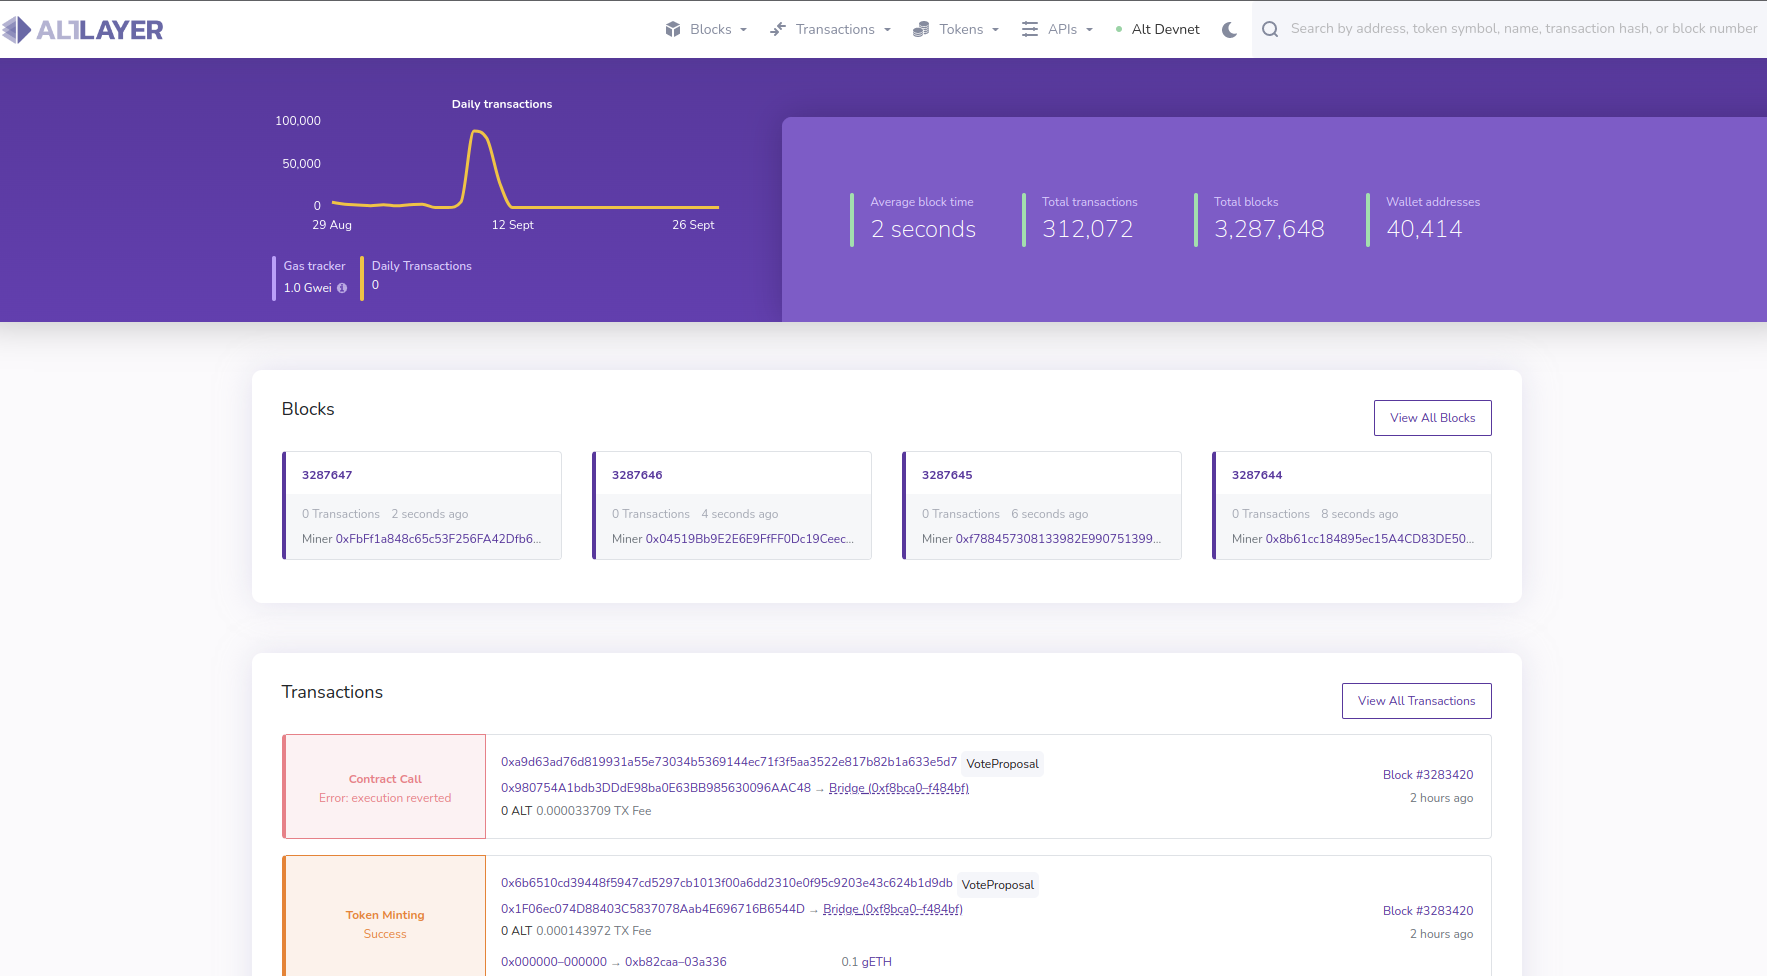 ALTLAYER
Blocks
Transactions
Tokens
APIs
Alt Devnet
Search by address, token symbol, name, transaction hash, or block number
Daily transactions
100,000
50,000
0
29 Aug
12 Sept
26 Sept
Gas tracker
1.0 Gwei
Daily Transactions
0
Average block time
2 seconds
Total transactions
312,072
Total blocks
3,287,648
Wallet addresses
40,414
Blocks
View All Blocks
3287647
0 Transactions 2 seconds ago
Miner 0xFbFf1a848c65c53F256FA42Dfb6...
3287646
0 Transactions 4 seconds ago
Miner 0x04519Bb9E2E6E9FfFF0Dc19Ceec...
3287645
0 Transactions 6 seconds ago
Miner 0xf788457308133982E990751399...
3287644
0 Transactions 8 seconds ago
Miner 0x8b61cc184895ec15A4CD83DE50...
Transactions
View All Transactions
Contract Call
Error: execution reverted
0xa9d63ad76d819931a55e73034b5369144ec71f3f5aa3522e817b82b1a633e5d7 VoteProposal
0x980754A1bdb3DDdE98ba0E63BB985630096AAC48 → Bridge (0xf8bca0–f484bf)
0 ALT 0.000033709 TX Fee
Block #3283420
2 hours ago
Token Minting
Success
0x6b6510cd39448f5947cd5297cb1013f00a6dd2310e0f95c9203e43c624b1d9db VoteProposal
0x1F06ec074D88403C5837078Aab4E696716B6544D → Bridge (0xf8bca0–f484bf)
0 ALT 0.000143972 TX Fee
0x000000–000000 → 0xb82caa–03a336 0.1 gETH
Block #3283420
2 hours ago